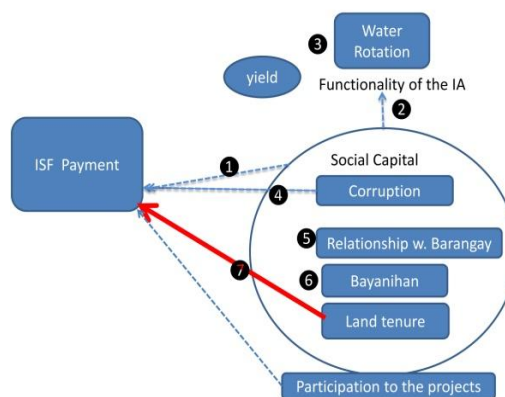 3
Water
Rotation
yield
Functionality of the IA
2
ISF Payment
1
Social Capital
4
Corruption
5
Relationship w. Barangay
7
6
Bayanihan
Land tenure
Participation to the projects